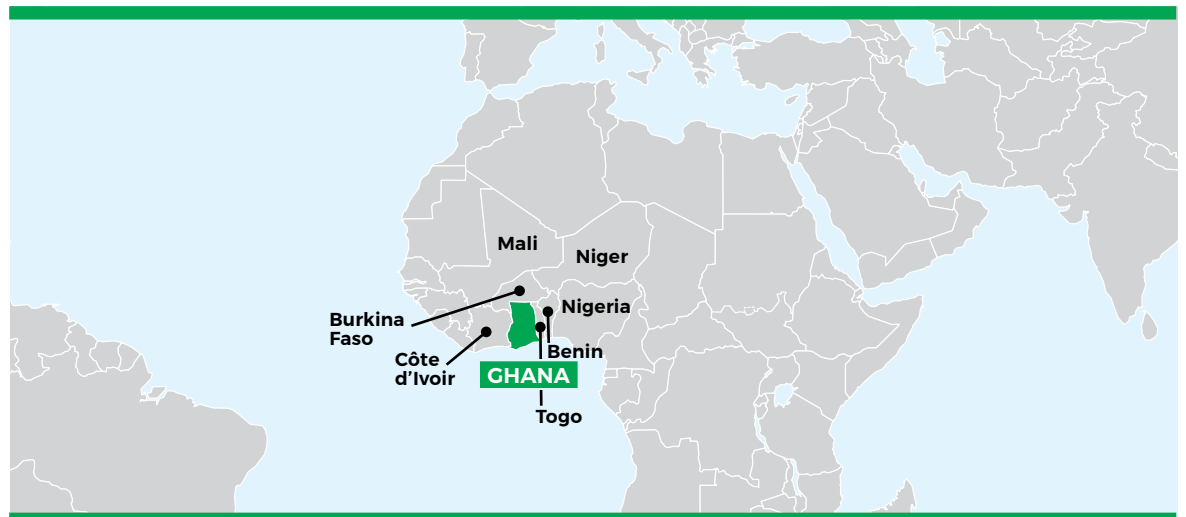 Mali
Niger
Nigeria
Burkina
Faso
Côte
d'Ivoir
Benin
GHANA
Togo